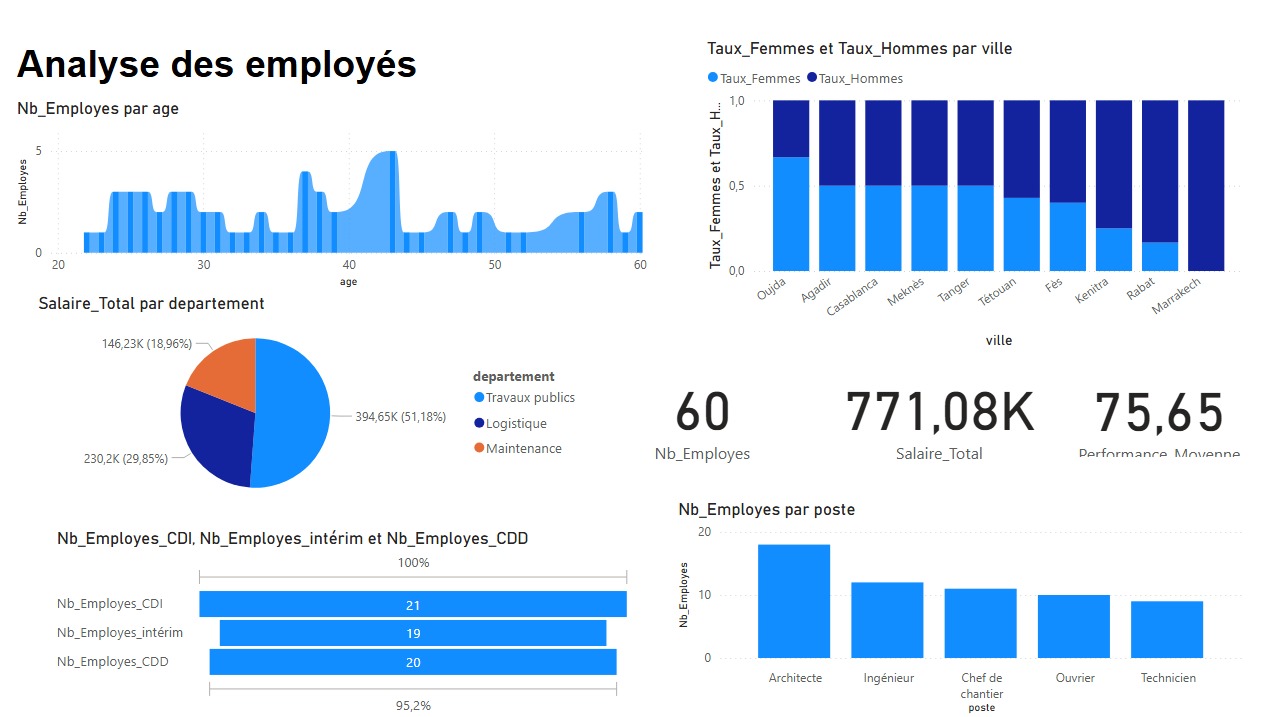 Analyse des employés
Nb_Employes par age
Nb_Employes
5
0
20
30
40
50
60
age
Taux_Femmes et Taux_Hommes par ville
Taux_Femmes
Taux_Hommes
Taux_Femmes et Taux_H...
1,0
0,5
0,0
Oujda
Agadir
Casablanca
Meknès
Tanger
Tétouan
Fès
Kenitra
Rabat
Marrakech
ville
Salaire_Total par departement
146,23K (18,96%)
394,65K (51,18%)
230,2K (29,85%)
departement
Travaux publics
Logistique
Maintenance
60
Nb_Employes
771,08K
Salaire_Total
75,65
Performance_Moyenne
Nb_Employes_CDI, Nb_Employes_intérim et Nb_Employes_CDD
100%
Nb_Employes_CDI
21
Nb_Employes_intérim
19
Nb_Employes_CDD
20
95,2%
Nb_Employes par poste
Nb_Employes
20
10
0
Architecte
Ingénieur
Chef de
chantier
Ouvrier
Technicien
poste